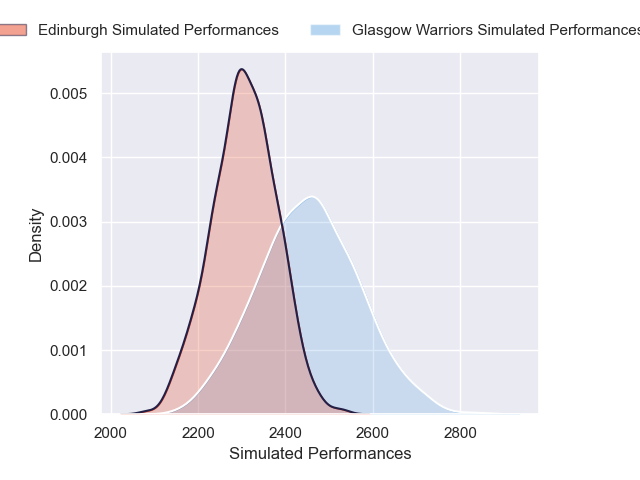 Edinburgh Simulated Performances Glasgow Warriors Simulated Performances
0.005
0.004
0.003
0.002
0.001
0.000
Density
2000 2200 2400 2600 2800
Simulated Performances